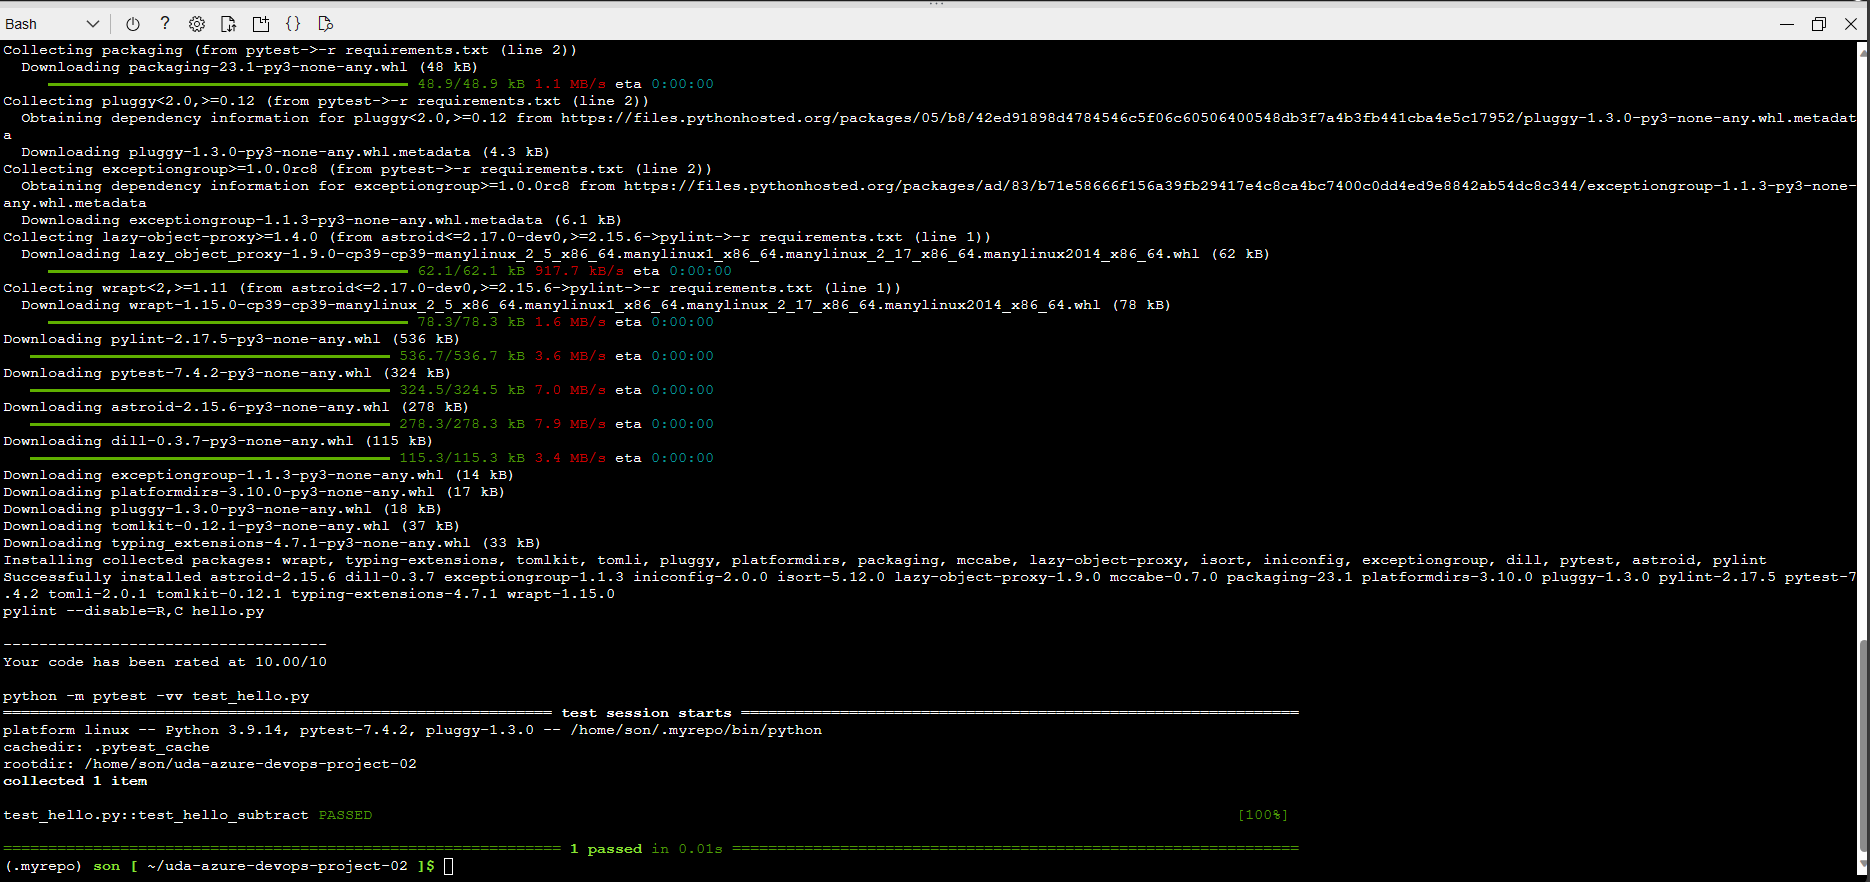 Bash
Collecting packaging (from pytest->-r requirements.txt (line 2))
Downloading packaging-23.1-py3-none-any.whl (48 kB)
48.9/48.9 kB 1.1 MB/s eta 0:00:00
Collecting pluggy<2.0,>=0.12 (from pytest->-r requirements.txt (line 2))
Obtaining dependency information for pluggy<2.0,>=0.12 from https://files.pythonhosted.org/packages/05/b8/42ed91898d4784546c5f06c60506400548db3f7a4b3fb441cba4e5c17952/pluggy-1.3.0-py3-none-any.whl.metadat
a
Downloading pluggy-1.3.0-py3-none-any.whl.metadata (4.3 kB)
Collecting exceptiongroup>=1.0.0rc8 (from pytest->-r requirements.txt (line 2))
Obtaining dependency information for exceptiongroup>=1.0.0rc8 from https://files.pythonhosted.org/packages/ad/83/b71e58666f156a39fb29417e4c8ca4bc7400c0dd4ed9e8842ab54dc8c344/exceptiongroup-1.1.3-py3-none-
any.whl.metadata
Downloading exceptiongroup-1.1.3-py3-none-any.whl.metadata (6.1 kB)
Collecting lazy-object-proxy>=1.4.0 (from astroid<=2.17.0-dev0,>=2.15.6->pylint->-r requirements.txt (line 1))
Downloading lazy_object_proxy-1.9.0-cp39-cp39-manylinux_2_5_x86_64.manylinux1_x86_64.manylinux_2_17_x86_64.manylinux2014_x86_64.whl (62 kB)
62.1/62.1 kB 917.7 kB/s eta 0:00:00
Collecting wrapt<2,>=1.11 (from astroid<=2.17.0-dev0,>=2.15.6->pylint->-r requirements.txt (line 1))
Downloading wrapt-1.15.0-cp39-cp39-manylinux_2_5_x86_64.manylinux1_x86_64.manylinux_2_17_x86_64.manylinux2014_x86_64.whl (78 kB)
78.3/78.3 kB 1.6 MB/s eta 0:00:00
Downloading pylint-2.17.5-py3-none-any.whl (536 kB)
536.7/536.7 kB 3.6 MB/s eta 0:00:00
Downloading pytest-7.4.2-py3-none-any.whl (324 kB)
324.5/324.5 kB 7.0 MB/s eta 0:00:00
Downloading astroid-2.15.6-py3-none-any.whl (278 kB)
278.3/278.3 kB 7.9 MB/s eta 0:00:00
Downloading dill-0.3.7-py3-none-any.whl (115 kB)
115.3/115.3 kB 3.4 MB/s eta 0:00:00
Downloading exceptiongroup-1.1.3-py3-none-any.whl (14 kB)
Downloading platformdirs-3.10.0-py3-none-any.whl (17 kB)
Downloading pluggy-1.3.0-py3-none-any.whl (18 kB)
Downloading tomlkit-0.12.1-py3-none-any.whl (37 kB)
Downloading typing_extensions-4.7.1-py3-none-any.whl (33 kB)
Installing collected packages: wrapt, typing-extensions, tomlkit, tomli, pluggy, platformdirs, packaging, mccabe, lazy-object-proxy, isort, iniconfig, exceptiongroup, dill, pytest, astroid, pylint
Successfully installed astroid-2.15.6 dill-0.3.7 exceptiongroup-1.1.3 iniconfig-2.0.0 isort-5.12.0 lazy-object-proxy-1.9.0 mccabe-0.7.0 packaging-23.1 platformdirs-3.10.0 pluggy-1.3.0 pylint-2.17.5 pytest-7
.4.2 tomli-2.0.1 tomlkit-0.12.1 typing-extensions-4.7.1 wrapt-1.15.0
pylint --disable=R,C hello.py
------------------------------------
Your code has been rated at 10.00/10
python -m pytest -vv test_hello.py
============================================================= test session starts ==============================================================
platform linux -- Python 3.9.14, pytest-7.4.2, pluggy-1.3.0 -- /home/son/.myrepo/bin/python
cachedir: .pytest_cache
rootdir: /home/son/uda-azure-devops-project-02
collected 1 item
test_hello.py::test_hello_subtract PASSED [100%]
============================================================== 1 passed in 0.01s ===============================================================
(.myrepo) son [ ~/uda-azure-devops-project-02 ]$